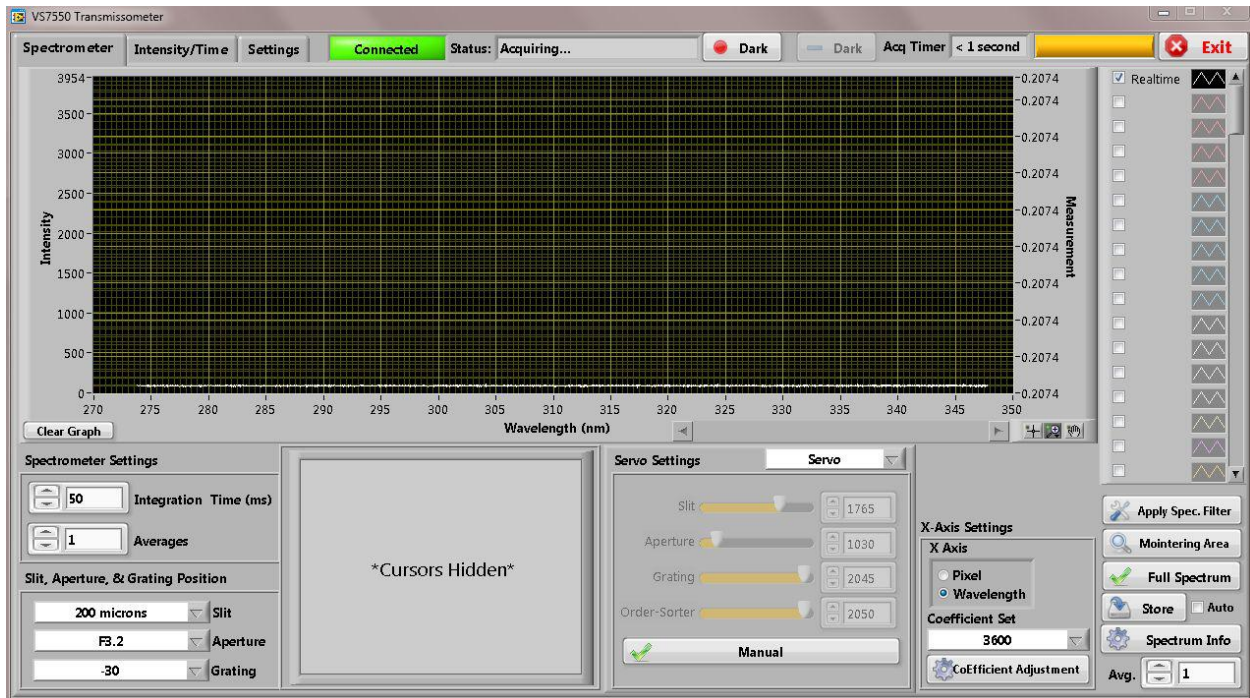 VS7550 Transmissometer
Spectrometer Intensity/Time Settings Connected Status: Acquiring... Dark Dark Acq Timer < 1 second Exit
3954
3500
3000
2500
2000
1500
1000
500
0
Intensity
270 275 280 285 290 295 300 305 310 315 320 325 330 335 340 345 350
Wavelength (nm)
-0.2074
-0.2074
-0.2074
-0.2074
-0.2074
-0.2074
-0.2074
-0.2074
-0.2074
-0.2074
Measurement
Realtime
Clear Graph
Spectrometer Settings
50 Integration Time (ms)
1 Averages
Slit, Aperture, & Grating Position
200 microns Slit
F3.2 Aperture
-30 Grating
*Cursors Hidden*
Servo Settings Servo
Slit 1765
Aperture 1030
Grating 2045
Order-Sorter 2050
Manual
X-Axis Settings
X Axis
Pixel
Wavelength
Coefficient Set
3600
CoEfficient Adjustment
Apply Spec. Filter
Mointering Area
Full Spectrum
Store Auto
Spectrum Info
Avg. 1